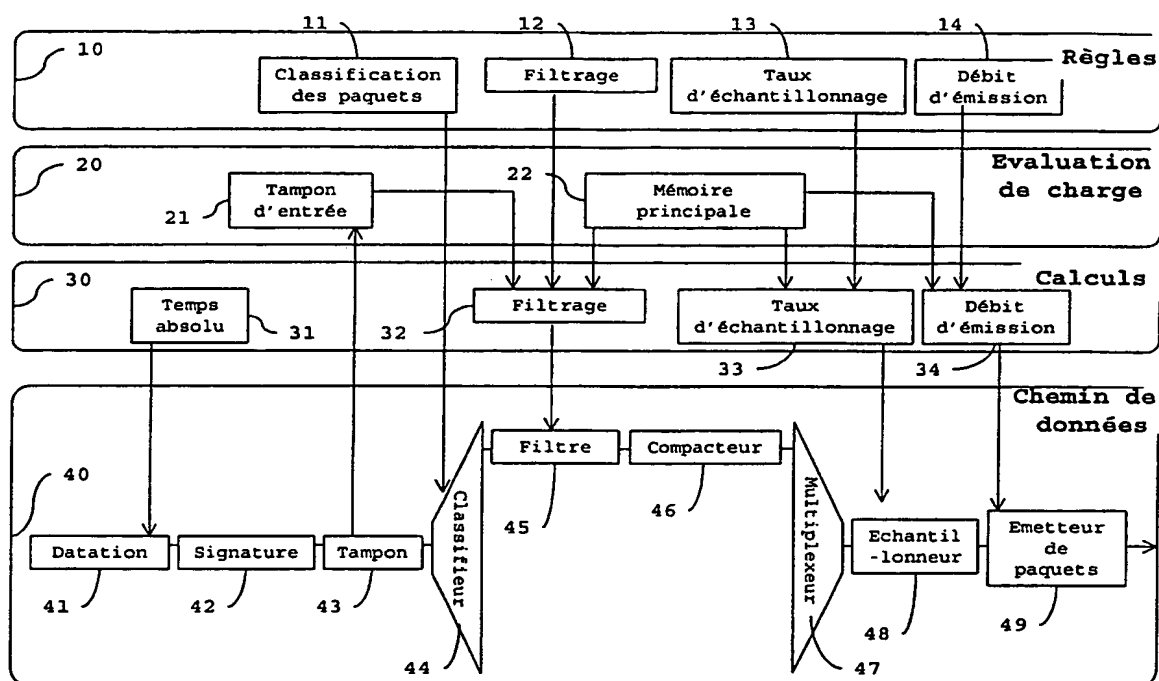 11
12
13
14
10
Règles
Classification
des paquets
Filtrage
Taux
d'échantillonnage
Débit
d'émission
20
Evaluation
de charge
21
Tampon
d'entrée
22
Mémoire
principale
30
Calculs
Temps
absolu
31
32
Filtrage
Taux
d'échantillonnage
Débit
d'émission
33
34
Chemin de
données
40
Filtre
Compacteur
45
46
Classifieur
Multiplexeur
Datation
Signature
Tampon
Echantil
-lonneur
Emetteur
de
paquets
41
42
43
44
47
48
49